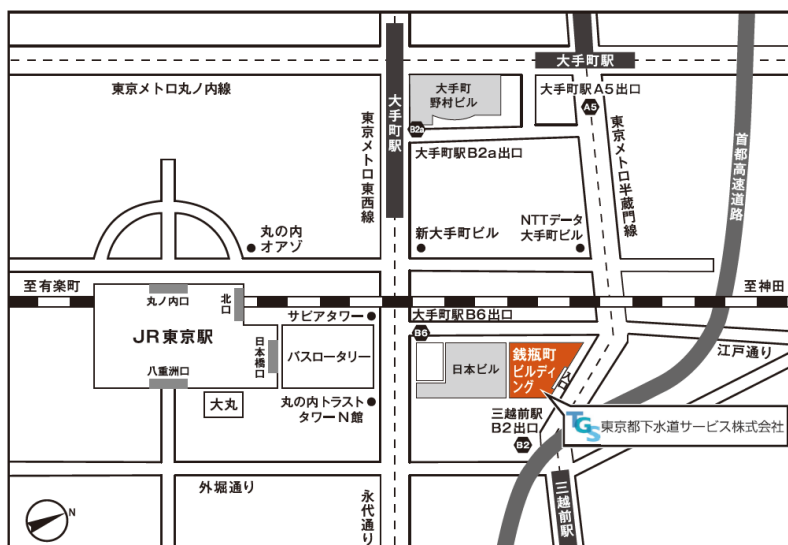 大手町駅
東京メトロ丸ノ内線
大手町
野村ビル
大手町駅A5出口
A5
大手町駅
B2a
東京メトロ東西線
大手町駅B2a出口
東京メトロ半蔵門線
首都高速道路
丸の内
オアゾ
新大手町ビル
NTTデータ
大手町ビル
至有楽町
至神田
丸ノ内口
北口
サピアタワー
大手町駅B6出口
B6
JR東京駅
日本橋口
バスロータリー
日本ビル
銭瓶町
ビルディ
ング
入口
江戸通り
八重洲口
大丸
丸の内トラスト
タワーN館
三越前駅
B2出口
B2
TGS 東京都下水道サービス株式会社
外堀通り
永代通り
三越前駅
N